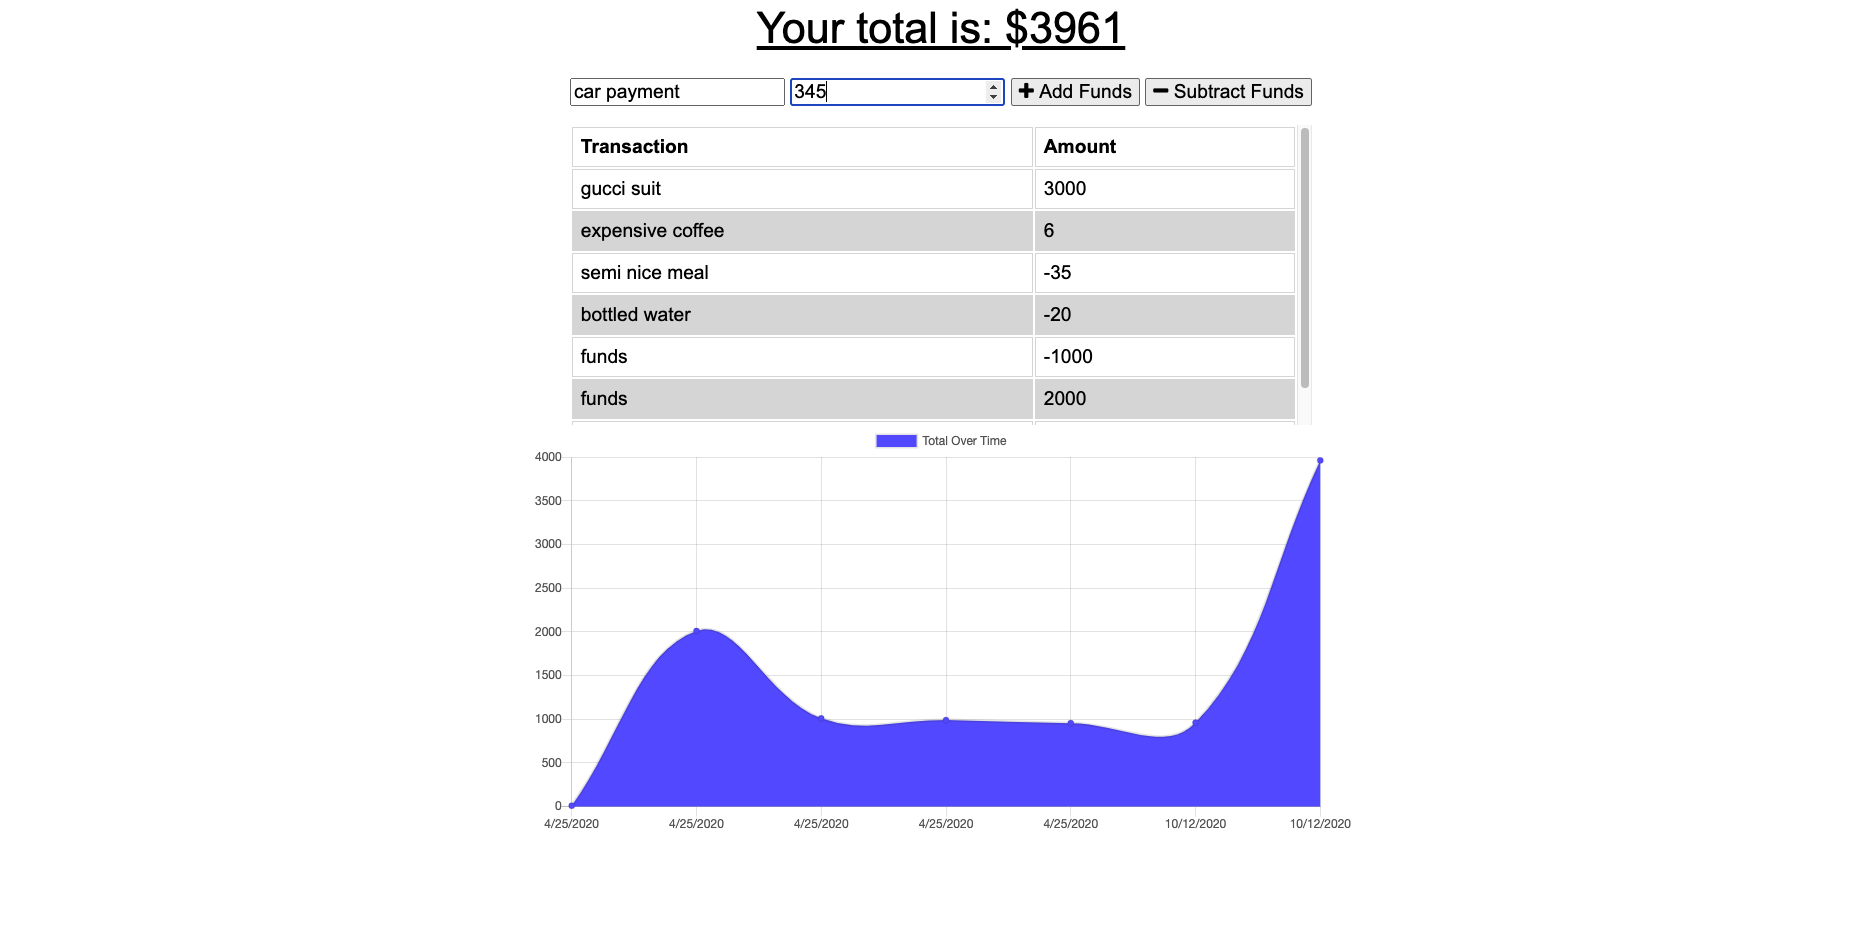 Your total is: $3961
car payment 345 Add Funds Subtract Funds
Transaction Amount
gucci suit 3000
expensive coffee 6
semi nice meal -35
bottled water -20
funds -1000
funds 2000
Total Over Time
4000
3500
3000
2500
2000
1500
1000
500
0
4/25/2020 4/25/2020 4/25/2020 4/25/2020 4/25/2020 10/12/2020 10/12/2020